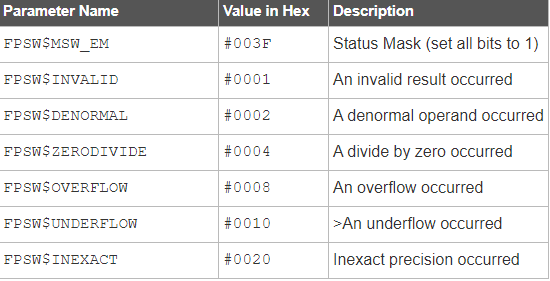 Parameter Name Value in Hex Description
FPSW$MSW_EM #003F Status Mask (set all bits to 1)
FPSW$INVALID #0001 An invalid result occurred
FPSW$DENORMAL #0002 A denormal operand occurred
FPSW$ZERODIVIDE #0004 A divide by zero occurred
FPSW$OVERFLOW #0008 An overflow occurred
FPSW$UNDERFLOW #0010 >An underflow occurred
FPSW$INEXACT #0020 Inexact precision occurred